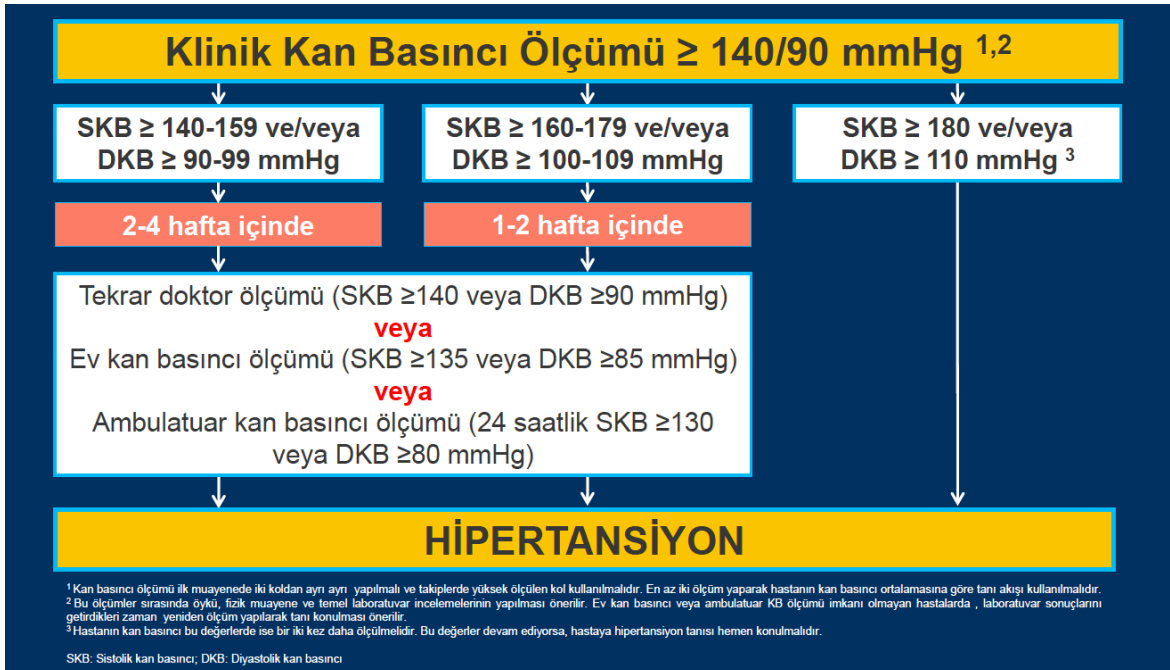 Klinik Kan Basıncı Ölçümü ≥ 140/90 mmHg 1,2
SKB ≥ 140-159 ve/veya
DKB ≥ 90-99 mmHg
SKB ≥ 160-179 ve/veya
DKB ≥ 100-109 mmHg
SKB ≥ 180 ve/veya
DKB ≥ 110 mmHg 3
2-4 hafta içinde
1-2 hafta içinde
Tekrar doktor ölçümü (SKB ≥140 veya DKB ≥90 mmHg)
veya
Ev kan basıncı ölçümü (SKB ≥135 veya DKB ≥85 mmHg)
veya
Ambulatuar kan basıncı ölçümü (24 saatlik SKB ≥130
veya DKB ≥80 mmHg)
HİPERTANSİYON
1 Kan basıncı ölçümü ilk muayenede iki koldan ayrı ayrı yapılmalı ve takiplerde yüksek ölçülen kol kullanılmalıdır. En az iki ölçüm yaparak hastanın kan basıncı ortalamasına göre tanı akışı kullanılmalıdır.
2 Bu ölçümler sırasında öykü, fizik muayene ve temel laboratuvar incelemelerinin yapılması önerilir. Ev kan basıncı veya ambulatuar KB ölçümü imkanı olmayan hastalarda , laboratuvar sonuçlarını
getirdikleri zaman yeniden ölçüm yapılarak tanı konulması önerilir.
3 Hastanın kan basıncı bu değerlerde ise bir iki kez daha ölçülmelidir. Bu değerler devam ediyorsa, hastaya hipertansiyon tanısı hemen konulmalıdır.
SKB: Sistolik kan basıncı; DKB: Diyastolik kan basıncı